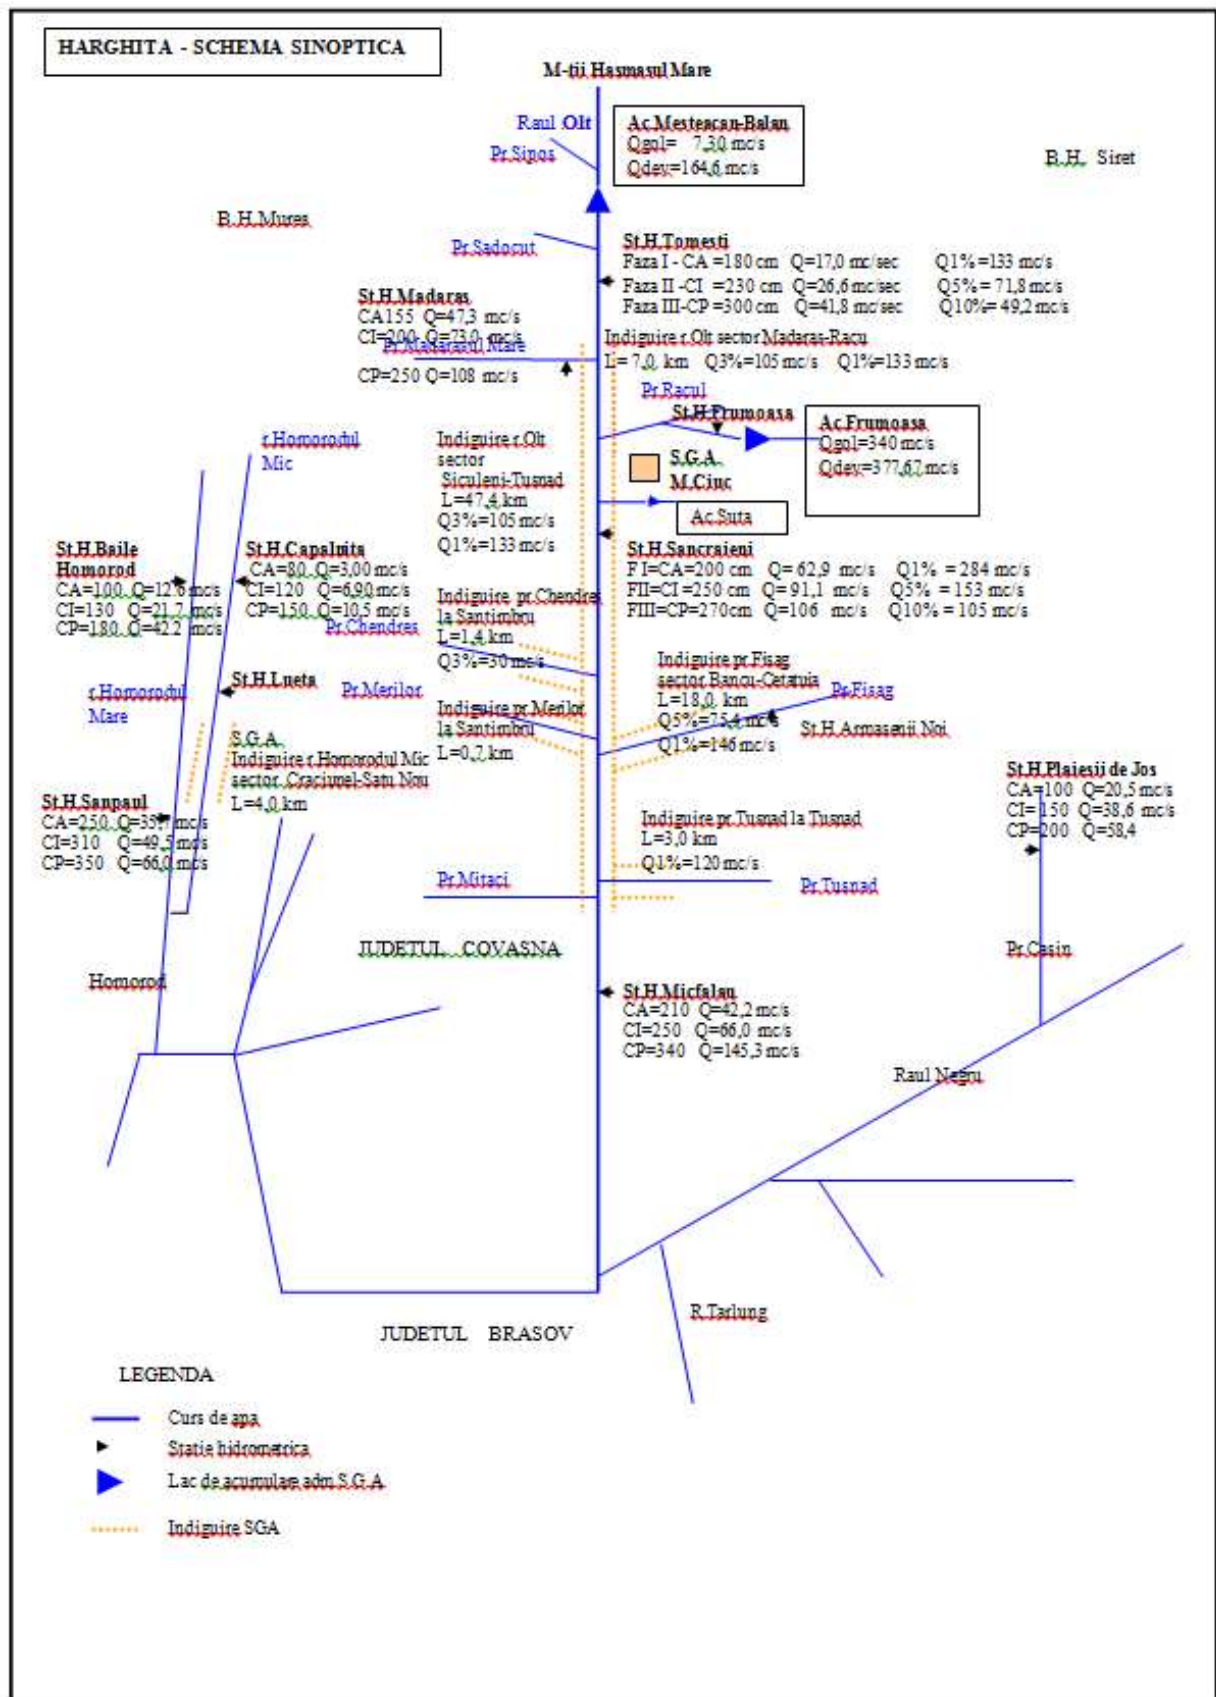 HARGHITA - SCHEMA SINOPTICA
M-tii Hasmasul Mare
Raul Olt
Pr.Sipos
Ac.Mesteacan-Balan
Qgol= 7,30 mc/s
Qdev=164,6 mc/s
B.H. Siret
B.H.Mures
Pr.Sadocut
St.H.Tomesti
Faza I - CA =180 cm Q=17,0 mc/sec Q1% =133 mc/s
Faza II -CI =230 cm Q=26,6 mc/sec Q5% = 71,8 mc/s
Faza III-CP=300 cm Q=41,8 mc/sec Q10%= 49,2 mc/s
St.H.Madaras
CA155 Q=47,3 mc/s
CI=200 Q=73,0 mc/s
Pr.Madarasul Mare
CP=250 Q=108 mc/s
Indiguire r.Olt sector Madaras-Racu
L= 7,0 km Q3%=105 mc/s Q1%=133 mc/s
Pr.Racul
St.H.Frumoasa
Ac.Frumoasa
Qgol=340 mc/s
Qdev=377,67 mc/s
r.Homorodul
Mic
Indiguire r.Olt
sector
Siculeni-Tusnad
L=47,4 km
Q3%=105 mc/s
Q1%=133 mc/s
S.G.A.
M.Ciuc
Ac.Suta
St.H.Baile
Homorod
CA=100 Q=12,6 mc/s
CI=130 Q=21,7 mc/s
CP=180 Q=42,2 mc/s
St.H.Capalnita
CA=80 Q=3,00 mc/s
CI=120 Q=6,90 mc/s
CP=150 Q=10,5 mc/s
St.H.Sancraieni
F I=CA=200 cm Q= 62,9 mc/s Q1% = 284 mc/s
FII=CI =250 cm Q= 91,1 mc/s Q5% = 153 mc/s
FIII=CP=270cm Q=106 mc/s Q10% = 105 mc/s
Indiguire pr.Chendres
la Santimbru
L=1,4 km
Q3%=30 mc/s
Pr.Chendres
St.H.Lueta
r.Homorodul
Mare
Pr.Merilor
Indiguire pr.Merilor
la Santimbru
L=0,7 km
Indiguire pr.Fisag
sector Bancu-Cetatuia
L=18,0 km
Q5%=75,4 mc/s
Q1%=146 mc/s
Pr.Fisag
St.H.Armasenii Noi
S.G.A.
Indiguire r.Homorodul Mic
sector Craciunel-Satu Nou
L=4,0 km
St.H.Sanpaul
CA=250 Q=35,7 mc/s
CI=310 Q=49,5 mc/s
CP=350 Q=66,0 mc/s
St.H.Plaiesii de Jos
CA=100 Q=20,5 mc/s
CI= 150 Q=38,6 mc/s
CP=200 Q=58,4
Indiguire pr.Tusnad la Tusnad
L=3,0 km
Q1%=120 mc/s
Pr.Mitaci
Pr.Tusnad
JUDETUL COVASNA
Pr.Casin
Homorod
St.H.Micfalau
CA=210 Q=42,2 mc/s
CI=250 Q=66,0 mc/s
CP=340 Q=145,3 mc/s
Raul Negru
R.Tarlung
JUDETUL BRASOV
LEGENDA
Curs de apa
Statie hidrometrica
Lac de acumulare adm S.G.A
Indiguire SGA